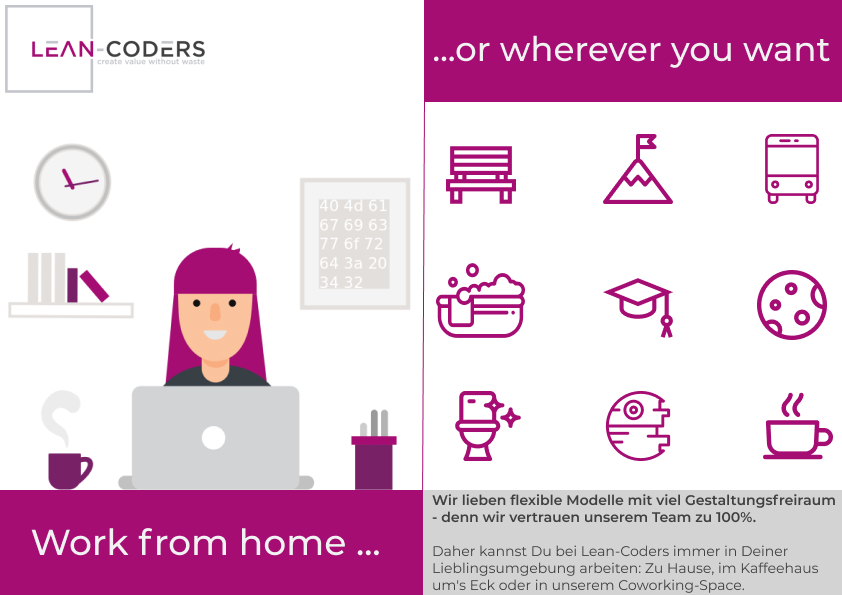 LEAN-CODERS
create value without waste
...or wherever you want
40 4d 61
67 69 63
77 6f 72
64 3a 20
34 32
Work from home ...
Wir lieben flexible Modelle mit viel Gestaltungsfreiraum
- denn wir vertrauen unserem Team zu 100%.
Daher kannst Du bei Lean-Coders immer in Deiner
Lieblingsumgebung arbeiten: Zu Hause, im Kaffeehaus
um's Eck oder in unserem Coworking-Space.